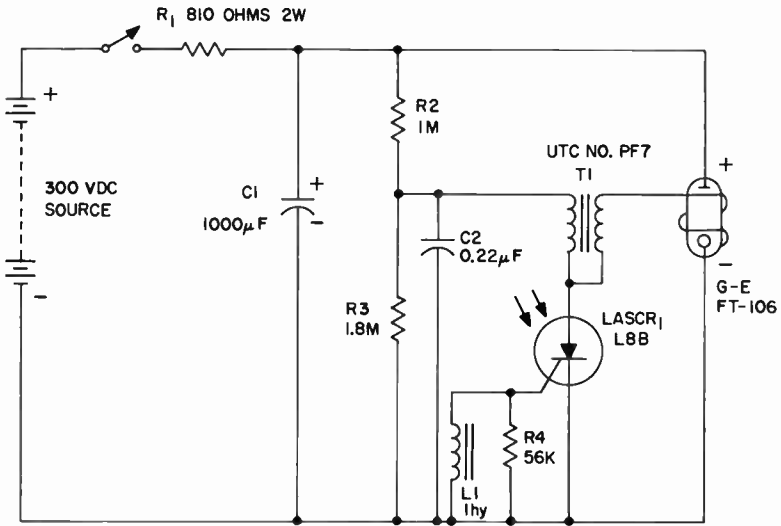 R1 810 OHMS 2W
+
R2
1M
UTC NO. PF7
T1
+
300 VDC
SOURCE
C1
+
1000μF
−
C2
0.22μF
−
G-E
FT-106
R3
1.8M
LASCR1
L8B
−
R4
56K
L1
1hy